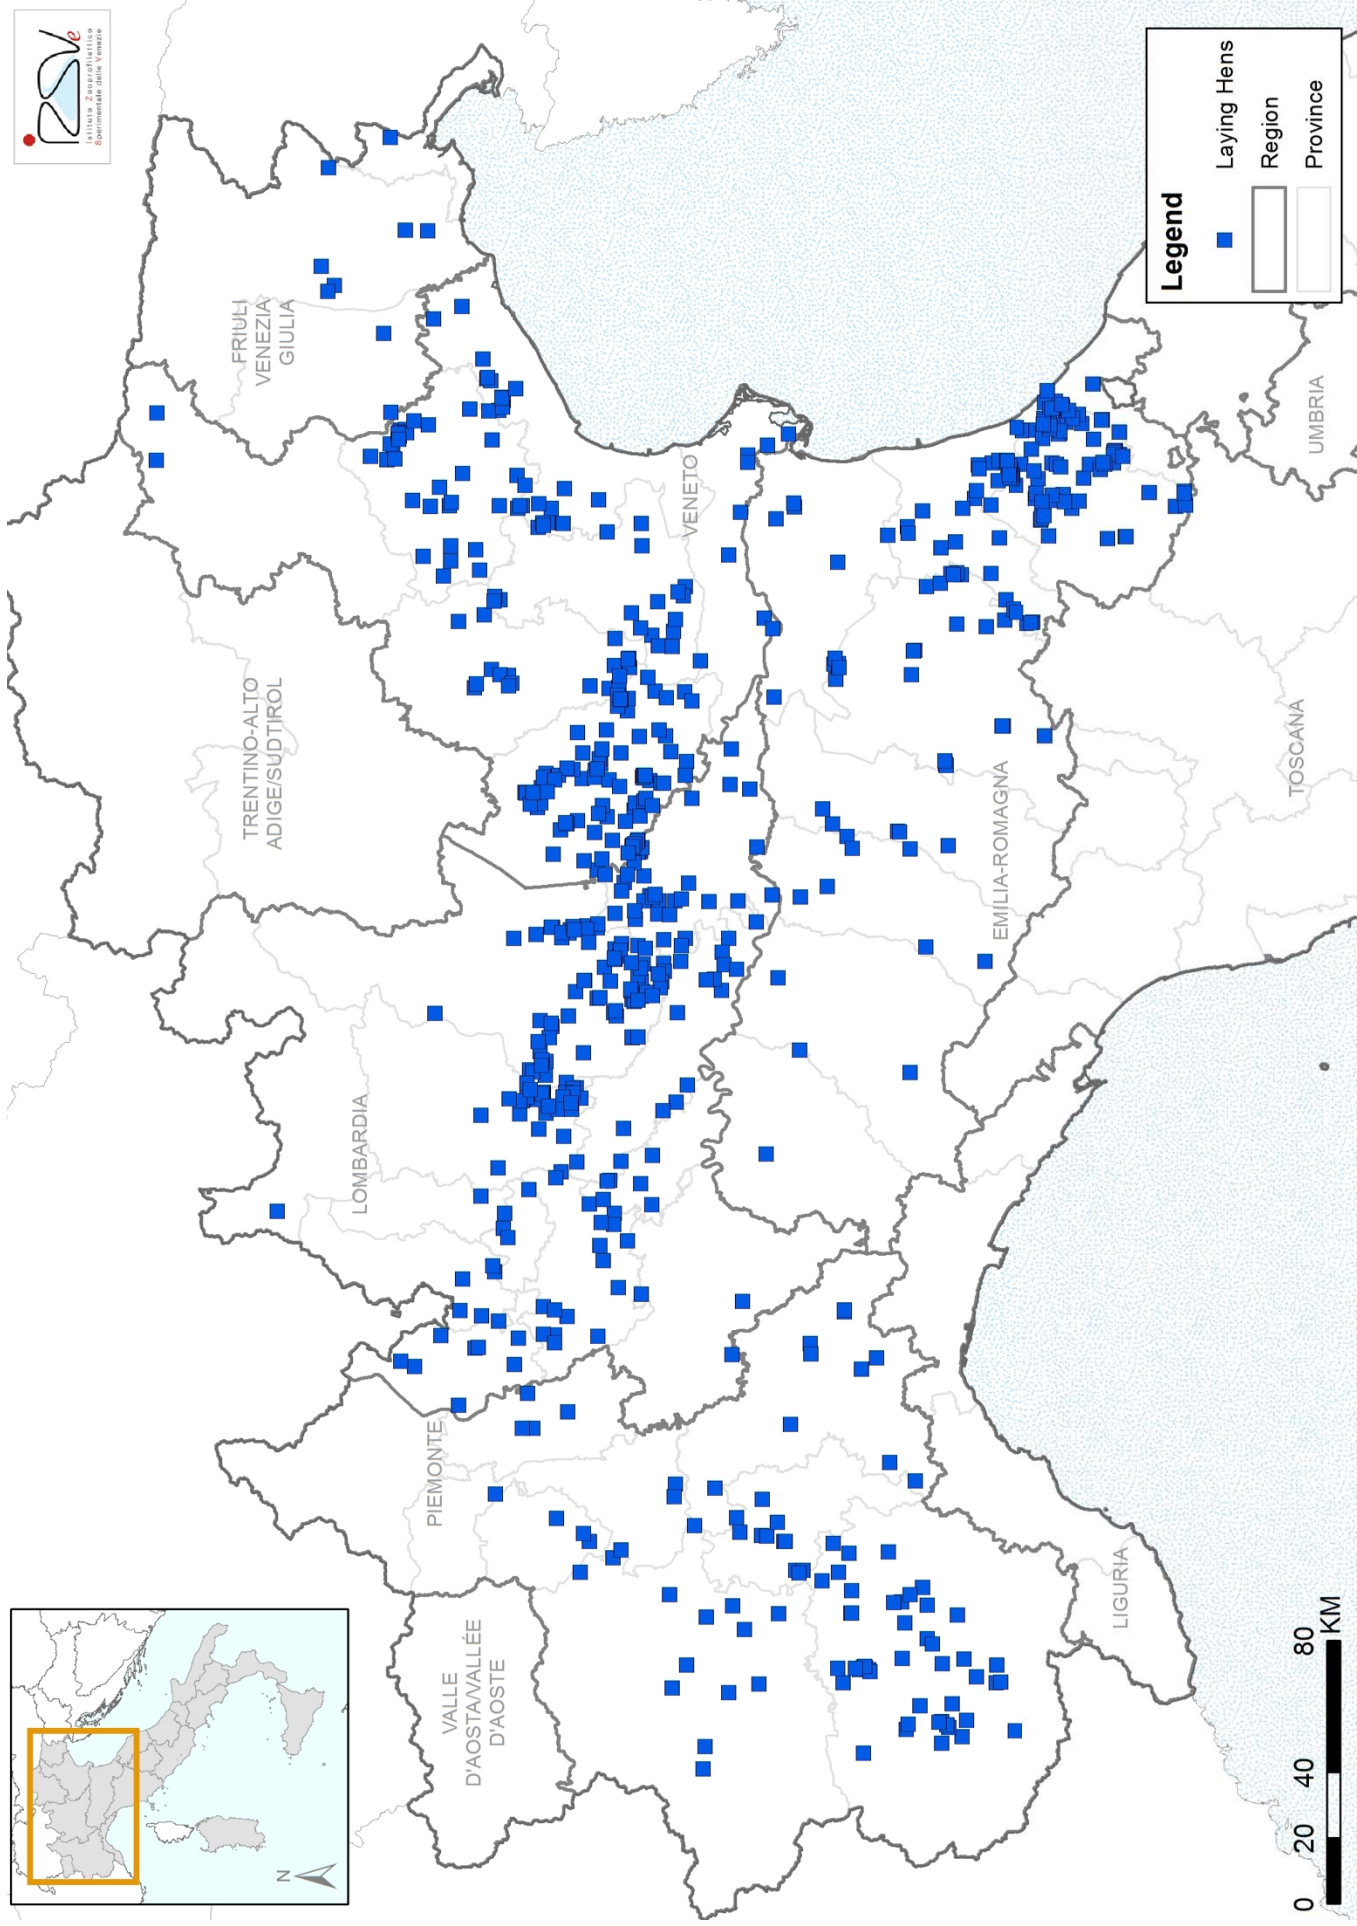 iZSVe
Istituto Zooprofilattico
Sperimentale delle Venezie
FRIULI
VENEZIA
GIULIA
TRENTINO-ALTO
ADIGE/SUDTIROL
VENETO
LOMBARDIA
PIEMONTE
VALLE
D'AOSTA/VALLÉE
D'AOSTE
EMILIA-ROMAGNA
LIGURIA
TOSCANA
UMBRIA
Legend
Laying Hens
Region
Province
N
0 20 40 80
KM